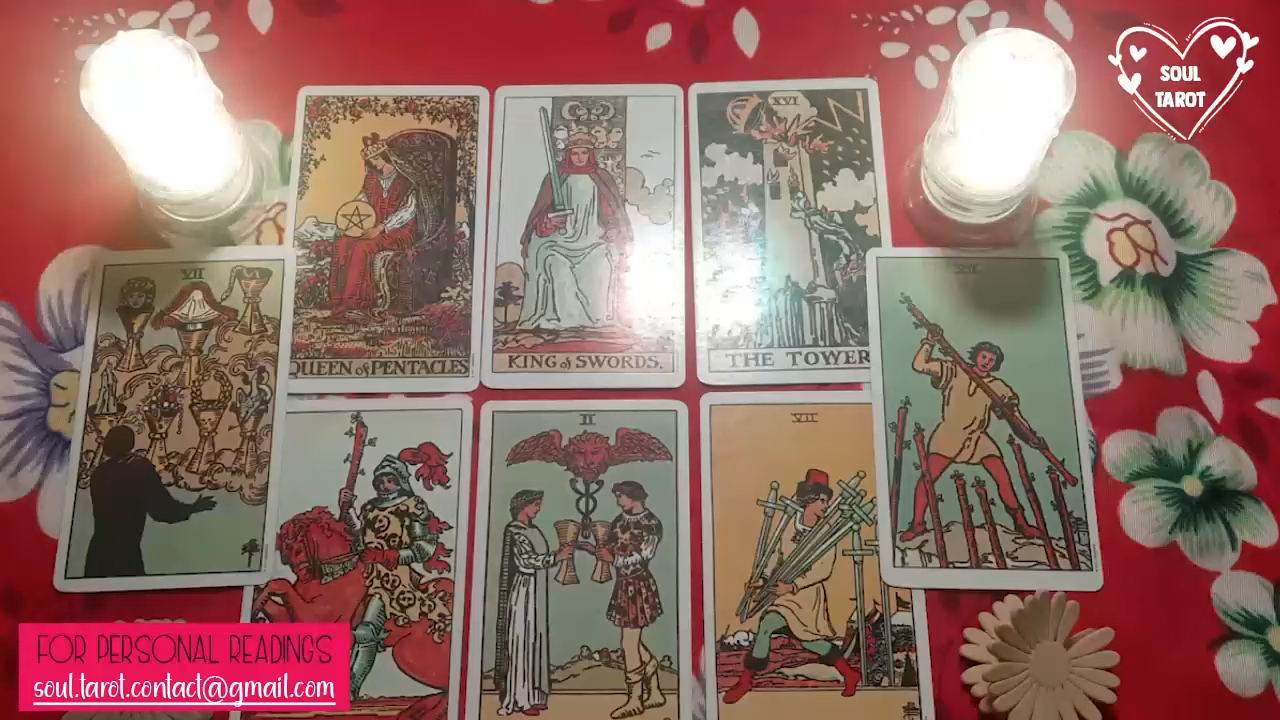 SOUL
TAROT
XVI
QUEEN of PENTACLES
KING of SWORDS.
THE TOWER
VII
II
VII
FOR PERSONAL READINGS
soul.tarot.contact@gmail.com